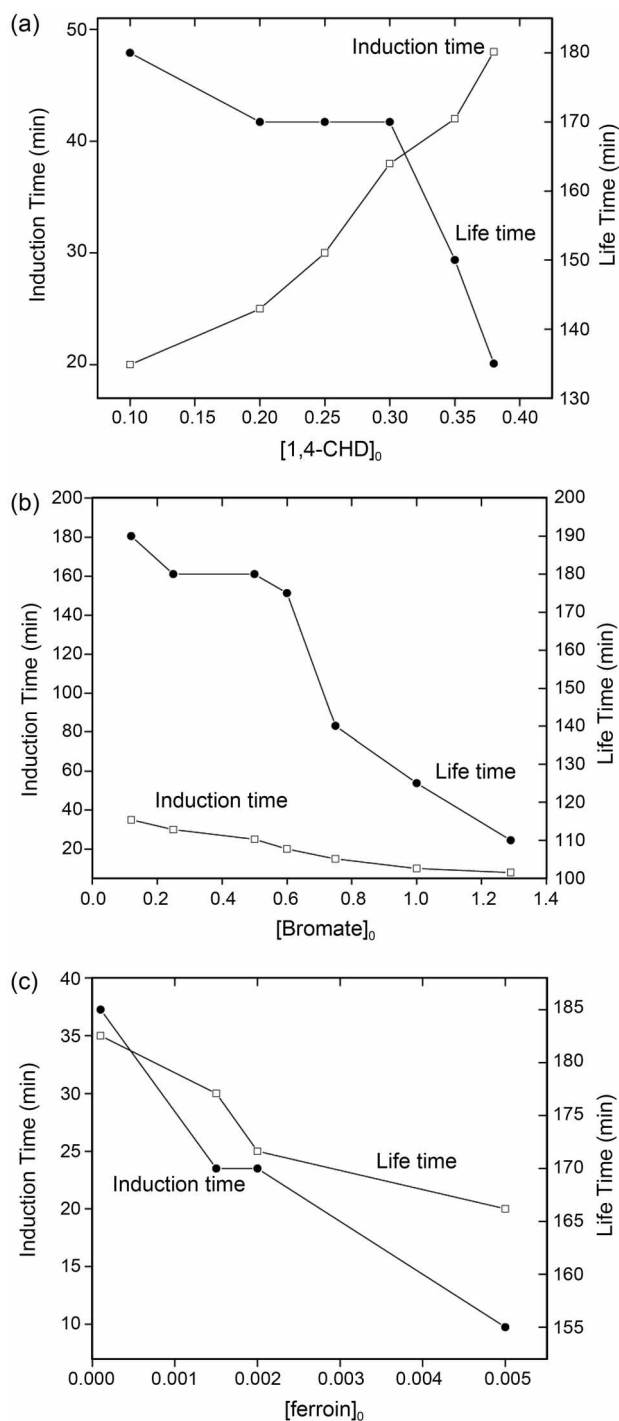 (a)
50
40
30
20
Induction Time (min)
Induction time
Life time
180
170
160
150
140
130
Life Time (min)
0.10 0.15 0.20 0.25 0.30 0.35 0.40
[1,4-CHD]0
(b)
200
180
160
140
120
100
80
60
40
20
Induction Time (min)
Induction time
Life time
200
190
180
170
160
150
140
130
120
110
100
Life Time (min)
0.0 0.2 0.4 0.6 0.8 1.0 1.2 1.4
[Bromate]0
(c)
40
35
30
25
20
15
10
Induction Time (min)
Life time
Induction time
185
180
175
170
165
160
155
Life Time (min)
0.000 0.001 0.002 0.003 0.004 0.005
[ferroin]0